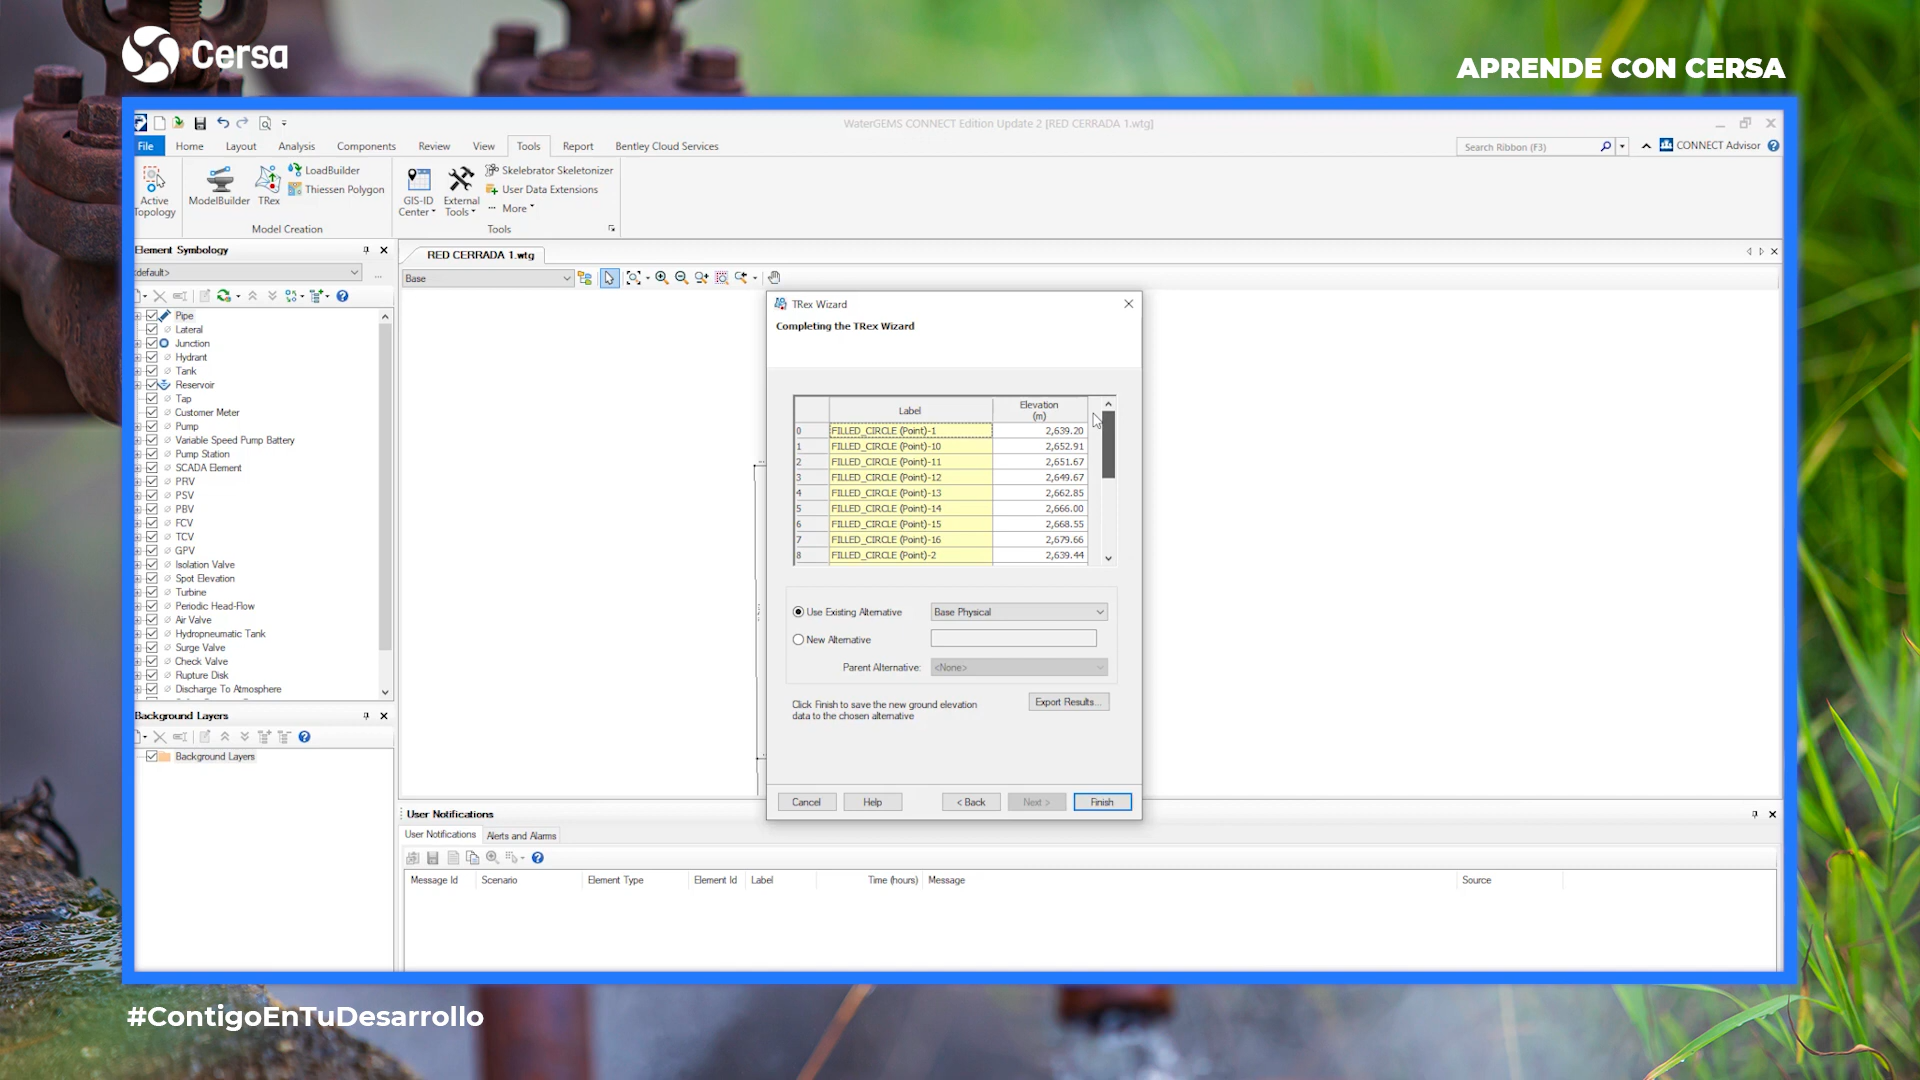 Cersa
APRENDE CON CERSA
WaterGEMS CONNECT Edition Update 2 [RED CERRADA 1.wtg]
File Home Layout Analysis Components Review View Tools Report Bentley Cloud Services
Search Ribbon (F3)
CONNECT Advisor
Active Topology
ModelBuilder
TRex
LoadBuilder
Thiessen Polygon
Model Creation
GIS-ID Center
External Tools
Skelebrator Skeletonizer
User Data Extensions
More
Tools
Element Symbology
<default>
Pipe
Lateral
Junction
Hydrant
Tank
Reservoir
Tap
Customer Meter
Pump
Variable Speed Pump Battery
Pump Station
SCADA Element
PRV
PSV
PBV
FCV
TCV
GPV
Isolation Valve
Spot Elevation
Turbine
Periodic Head-Flow
Air Valve
Hydropneumatic Tank
Surge Valve
Check Valve
Rupture Disk
Discharge To Atmosphere
Background Layers
Background Layers
RED CERRADA 1.wtg
Base
TRex Wizard
Completing the TRex Wizard
Label Elevation (m)
0 FILLED_CIRCLE (Point)-1 2,639.20
1 FILLED_CIRCLE (Point)-10 2,652.91
2 FILLED_CIRCLE (Point)-11 2,651.67
3 FILLED_CIRCLE (Point)-12 2,649.67
4 FILLED_CIRCLE (Point)-13 2,662.85
5 FILLED_CIRCLE (Point)-14 2,666.00
6 FILLED_CIRCLE (Point)-15 2,668.55
7 FILLED_CIRCLE (Point)-16 2,679.66
8 FILLED_CIRCLE (Point)-2 2,639.44
Use Existing Alternative Base Physical
New Alternative
Parent Alternative: <None>
Click Finish to save the new ground elevation
data to the chosen alternative
Export Results...
Cancel Help < Back Next > Finish
User Notifications
User Notifications Alerts and Alarms
Message Id Scenario Element Type Element Id Label Time (hours) Message Source
#ContigoEnTuDesarrollo